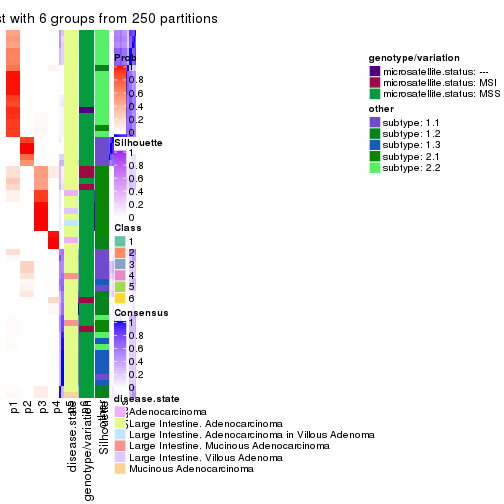 st with 6 groups from 250 partitions
Prob
0.8
0.6
0.4
0.2
0
Silhouette
1
0.8
0.6
0.4
0.2
0
Class
1
2
3
4
5
6
Consensus
1
0.8
0.6
0.4
0.2
0
disease.state
Adenocarcinoma
Large Intestine. Adenocarcinoma
Large Intestine. Adenocarcinoma in Villous Adenoma
Large Intestine. Mucinous Adenocarcinoma
Large Intestine. Villous Adenoma
Mucinous Adenocarcinoma
genotype/variation
microsatellite.status: ---
microsatellite.status: MSI
microsatellite.status: MSS
other
subtype: 1.1
subtype: 1.2
subtype: 1.3
subtype: 2.1
subtype: 2.2
p1
p2
p3
p4
disease.state
genotype/variation
Silhouette